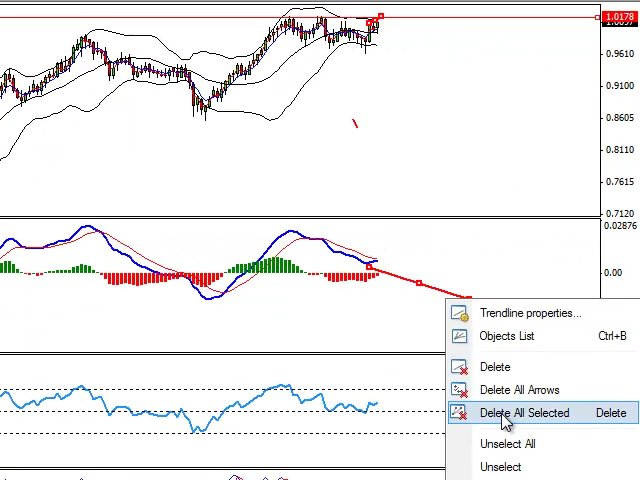 1.0178
0.9610
0.9100
0.8605
0.8110
0.7615
0.7120
0.02876
0.00
Trendline properties...
Objects List Ctrl+B
Delete
Delete All Arrows
Delete All Selected Delete
Unselect All
Unselect